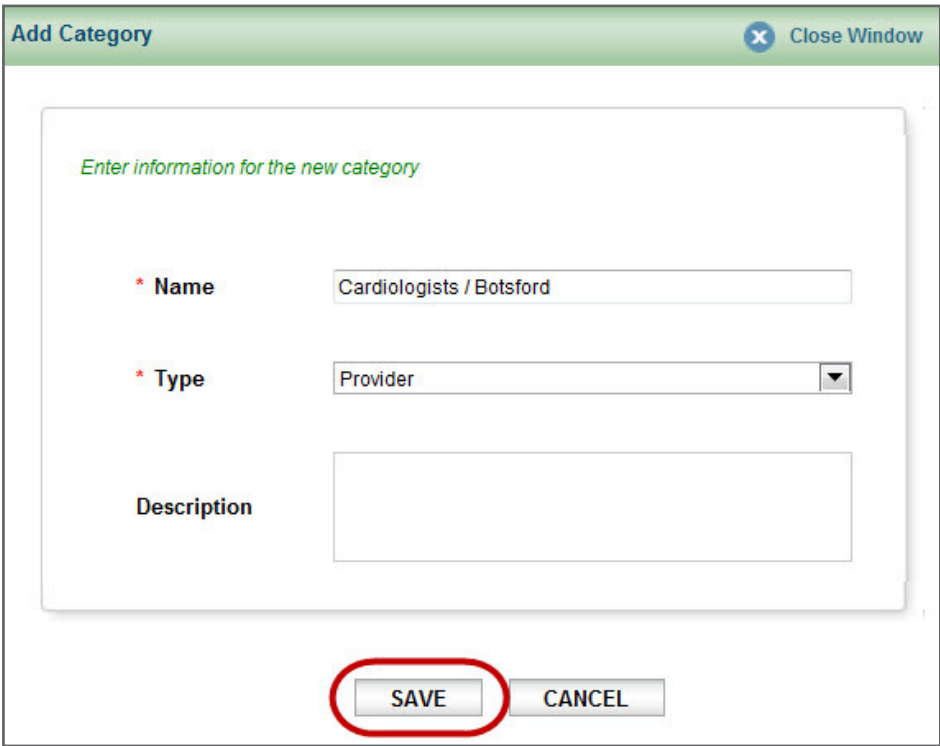 Add Category
Close Window
Enter information for the new category
* Name
Cardiologists / Botsford
* Type
Provider
Description
SAVE
CANCEL